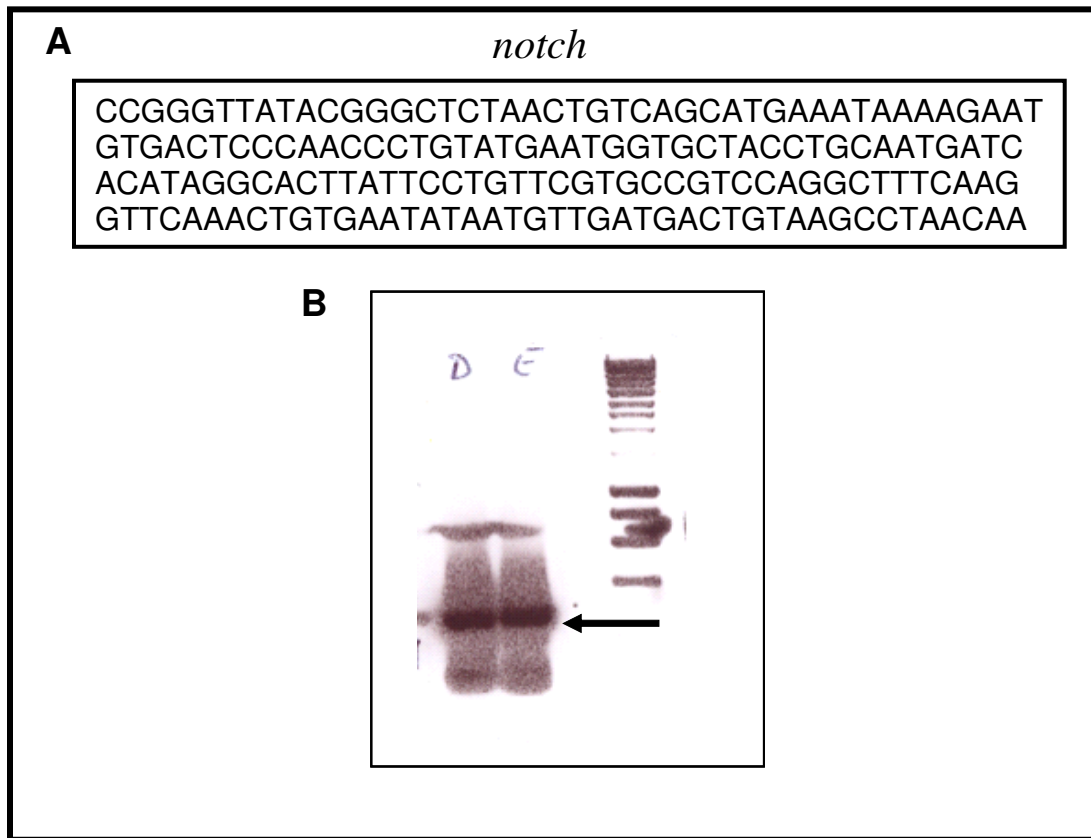 A
notch
CCGGGTTATACGGGCTCTAACTGTCAGCATGAAATAAAAGAAT
GTGACTCCCAACCCTGTATGAATGGTGCTACCTGCAATGATC
ACATAGGCACTTATTCCTGTTCGTGCCGTCCAGGCTTTCAAG
GTTCAAACTGTGAATATAATGTTGATGACTGTAAGCCTAACAA
B
D E